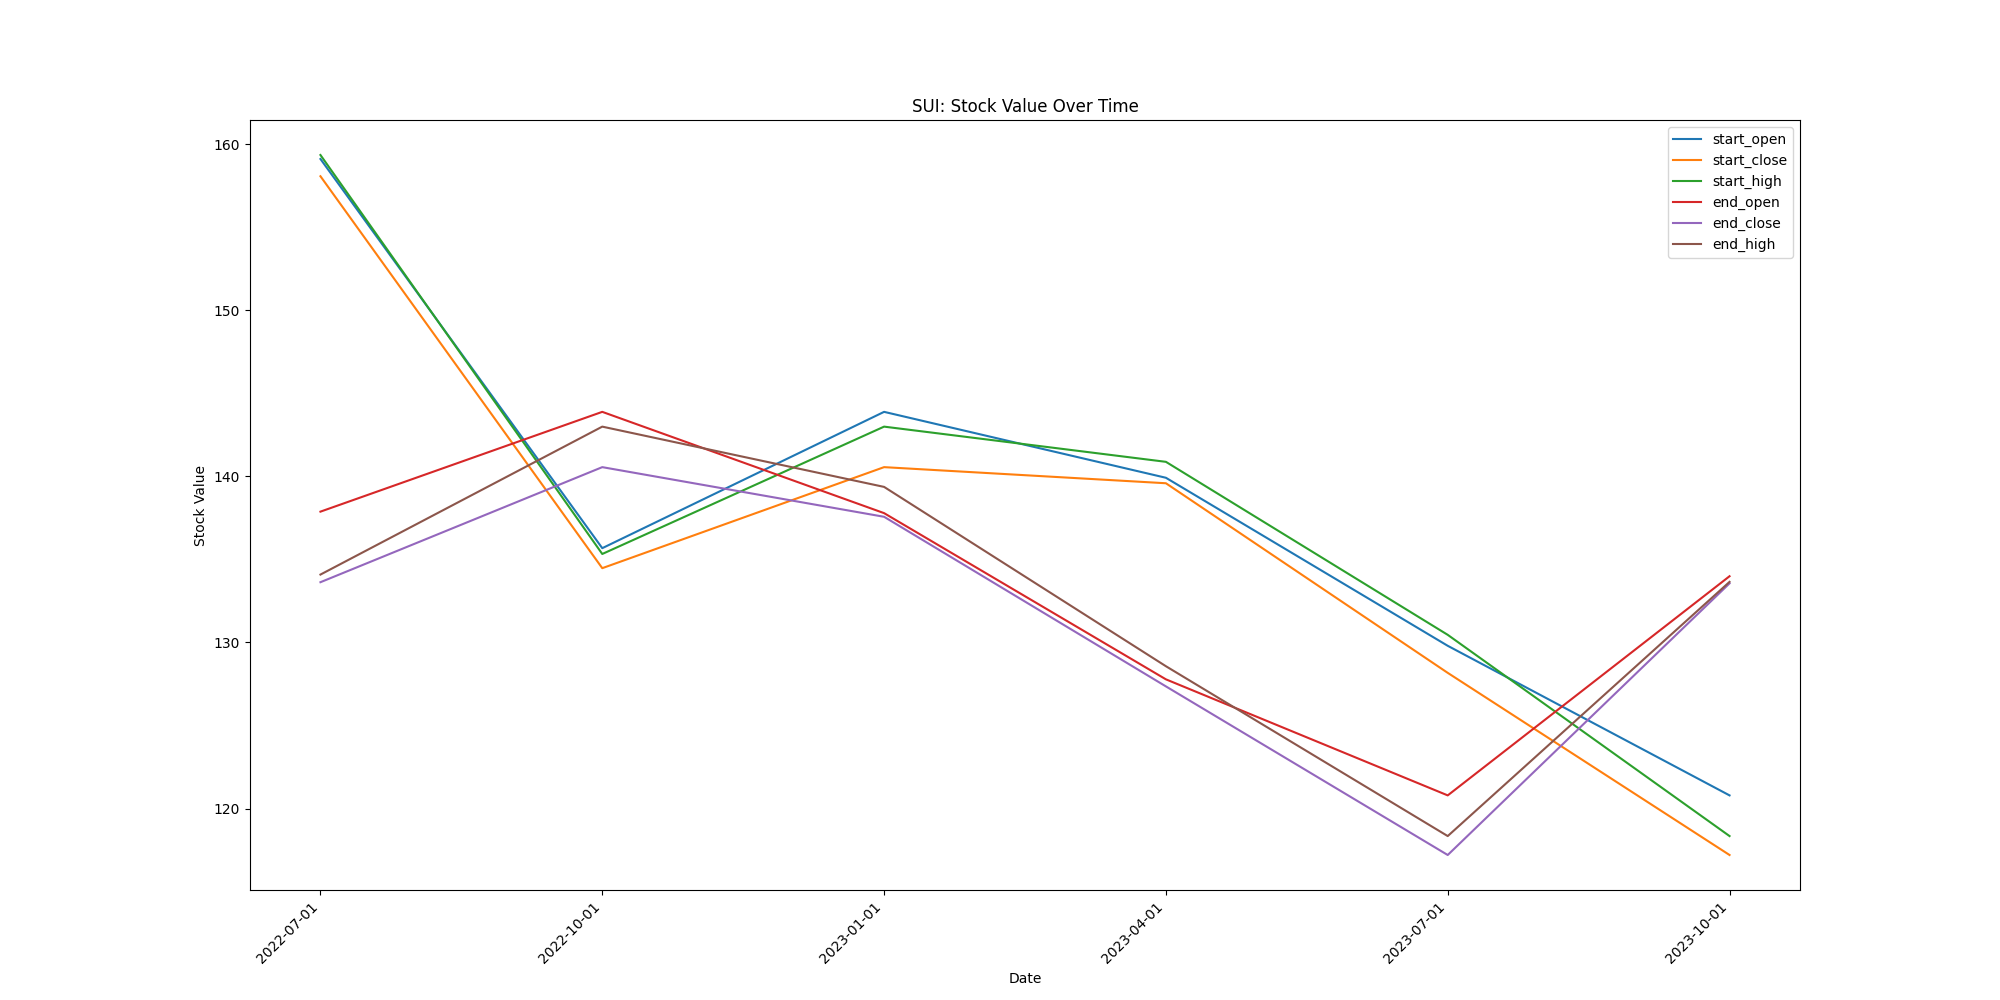 SUI: Stock Value Over Time
start_open
start_close
start_high
end_open
end_close
end_high
Stock Value
160
150
140
130
120
2022-07-01
2022-10-01
2023-01-01
2023-04-01
2023-07-01
2023-10-01
Date